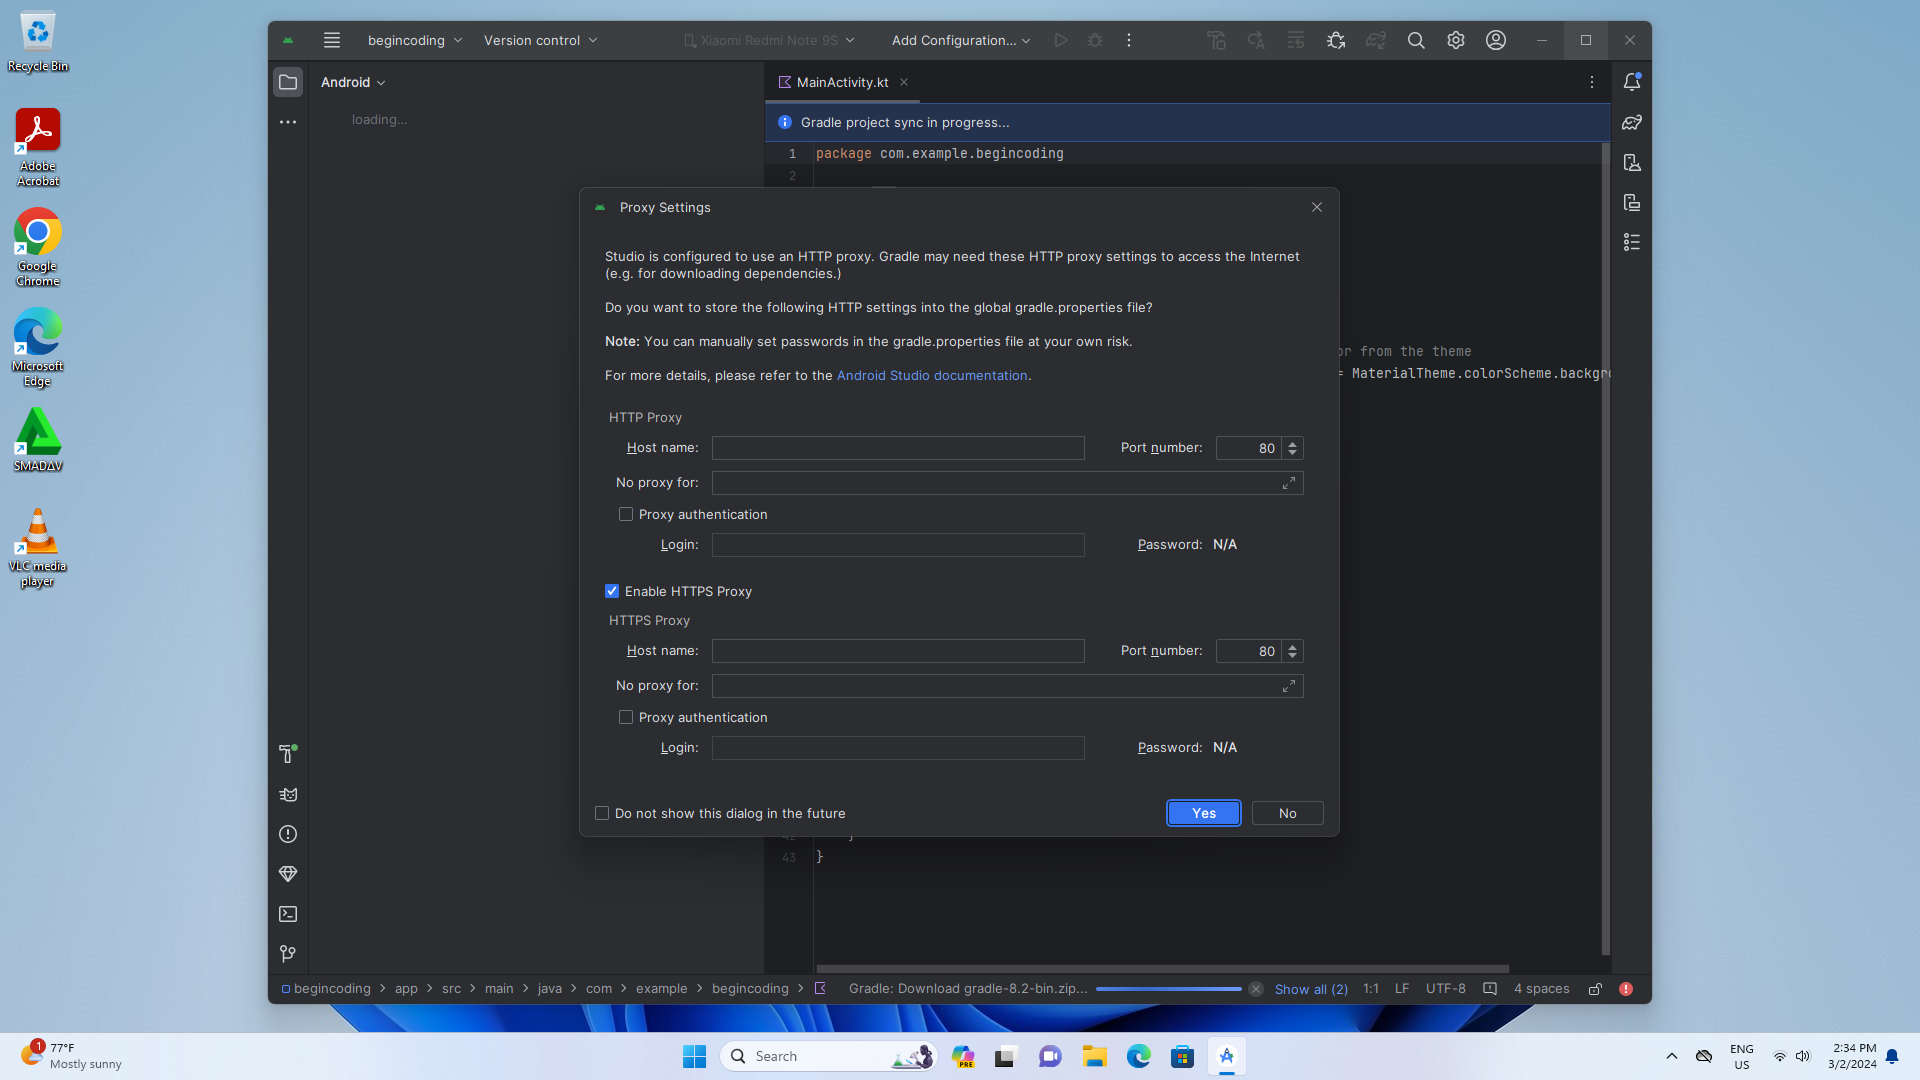 Recycle Bin
Adobe
Acrobat
Google
Chrome
Microsoft
Edge
SMADΔV
VLC media
player
begincoding
Version control
Xiaomi Redmi Note 9S
Add Configuration...
Android
loading...
MainActivity.kt
Gradle project sync in progress...
1 package com.example.begincoding
2
or from the theme
= MaterialTheme.colorScheme.backgro
Proxy Settings
Studio is configured to use an HTTP proxy. Gradle may need these HTTP proxy settings to access the Internet
(e.g. for downloading dependencies.)
Do you want to store the following HTTP settings into the global gradle.properties file?
Note: You can manually set passwords in the gradle.properties file at your own risk.
For more details, please refer to the Android Studio documentation.
HTTP Proxy
Host name:
Port number: 80
No proxy for:
Proxy authentication
Login:
Password: N/A
Enable HTTPS Proxy
HTTPS Proxy
Host name:
Port number: 80
No proxy for:
Proxy authentication
Login:
Password: N/A
Do not show this dialog in the future
Yes
No
42 }
43 }
begincoding > app > src > main > java > com > example > begincoding >
Gradle: Download gradle-8.2-bin.zip...
Show all (2)
1:1
LF
UTF-8
4 spaces
1
77°F
Mostly sunny
Search
PRE
ENG
US
2:34 PM
3/2/2024